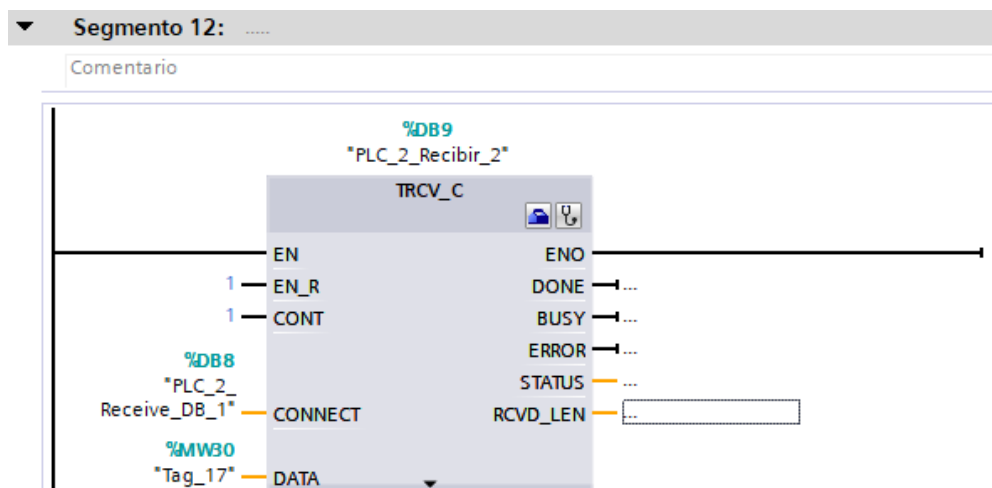 Segmento 12: .....
Comentario
%DB9
"PLC_2_Recibir_2"
TRCV_C
EN ENO
1 EN_R DONE ...
1 CONT BUSY ...
ERROR ...
%DB8
"PLC_2_
Receive_DB_1" CONNECT
STATUS ...
RCVD_LEN ...
%MW30
"Tag_17" DATA